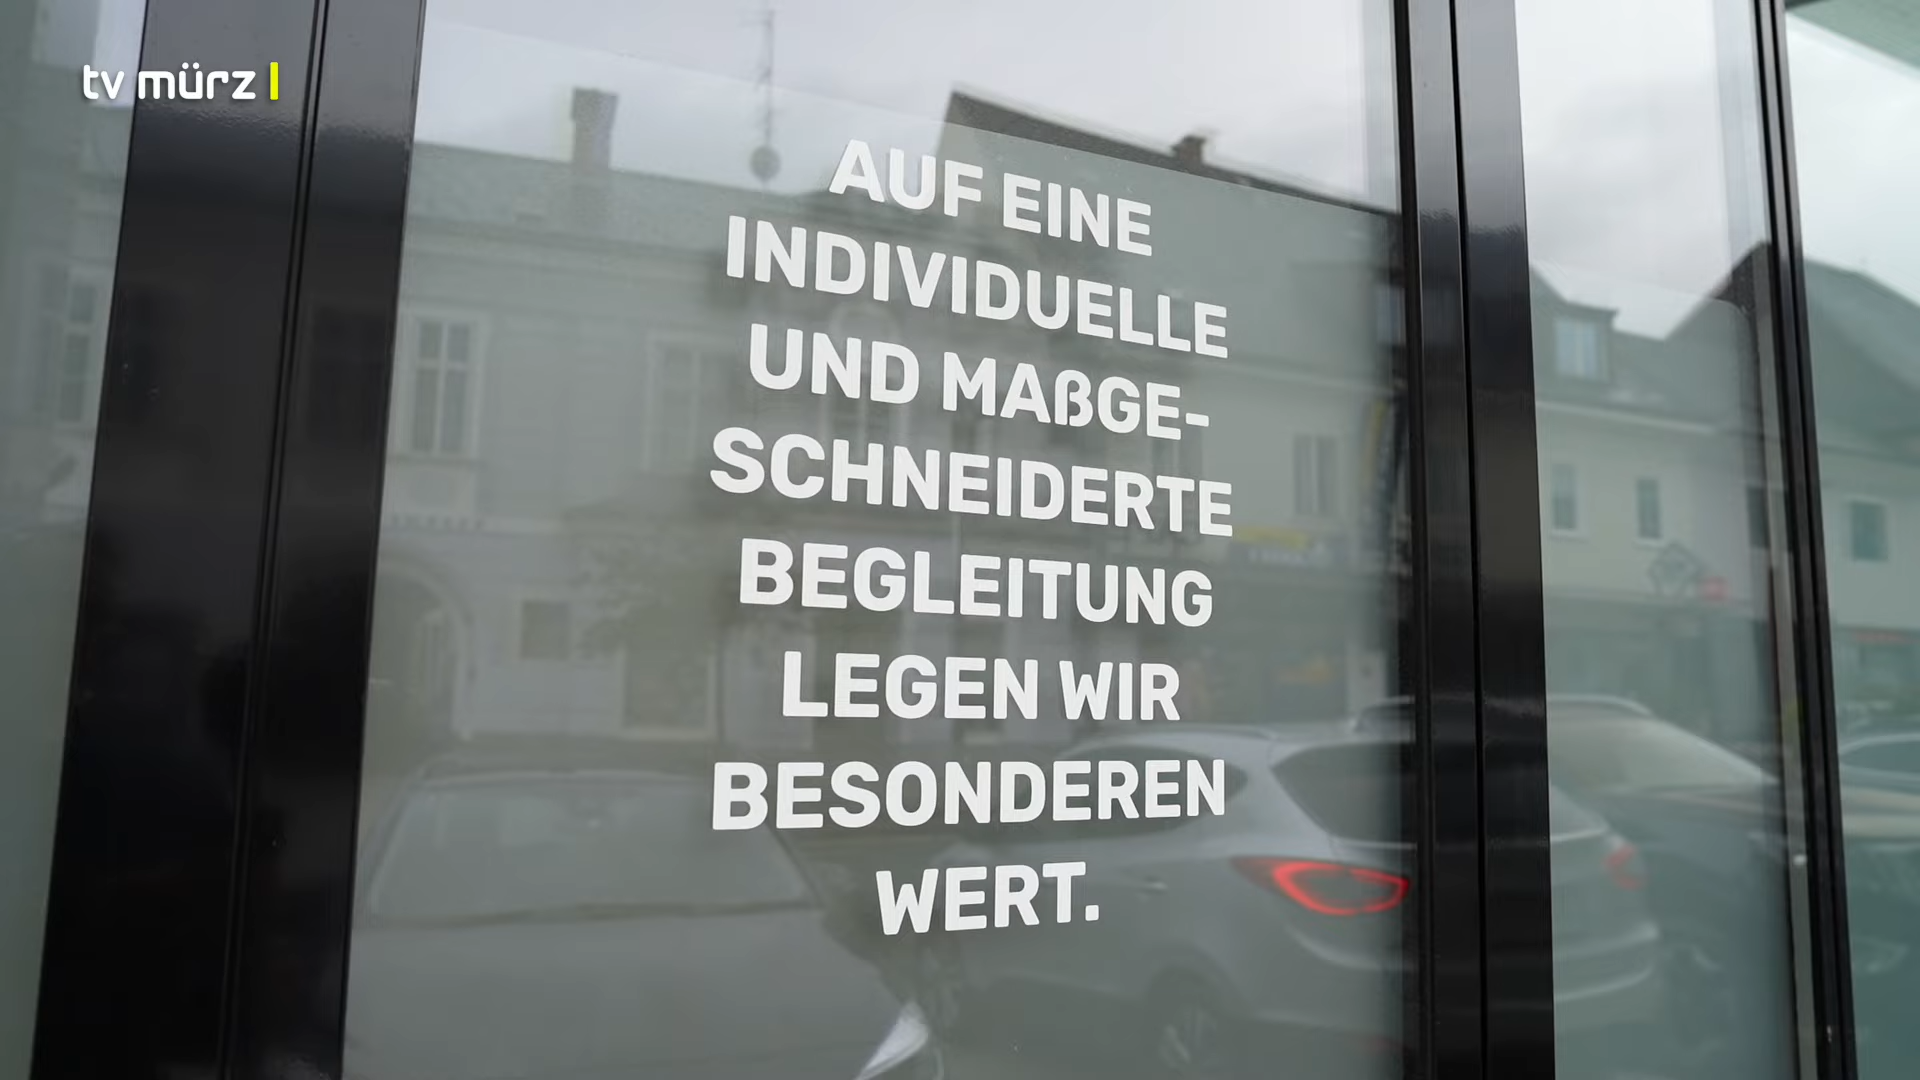 tv mürz
AUF EINE
INDIVIDUELLE
UND MAßGE-
SCHNEIDERTE
BEGLEITUNG
LEGEN WIR
BESONDEREN
WERT.